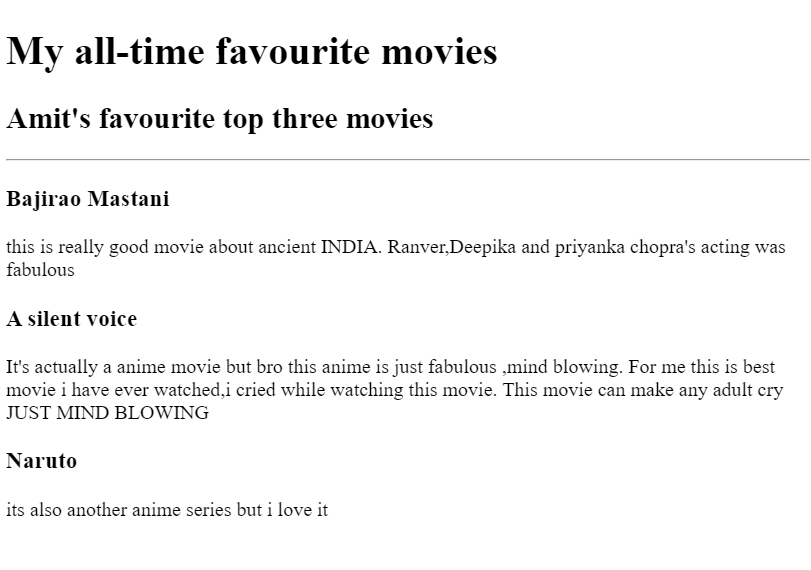 My all-time favourite movies
Amit's favourite top three movies
Bajirao Mastani
this is really good movie about ancient INDIA. Ranver,Deepika and priyanka chopra's acting was
fabulous
A silent voice
It's actually a anime movie but bro this anime is just fabulous ,mind blowing. For me this is best
movie i have ever watched,i cried while watching this movie. This movie can make any adult cry
JUST MIND BLOWING
Naruto
its also another anime series but i love it